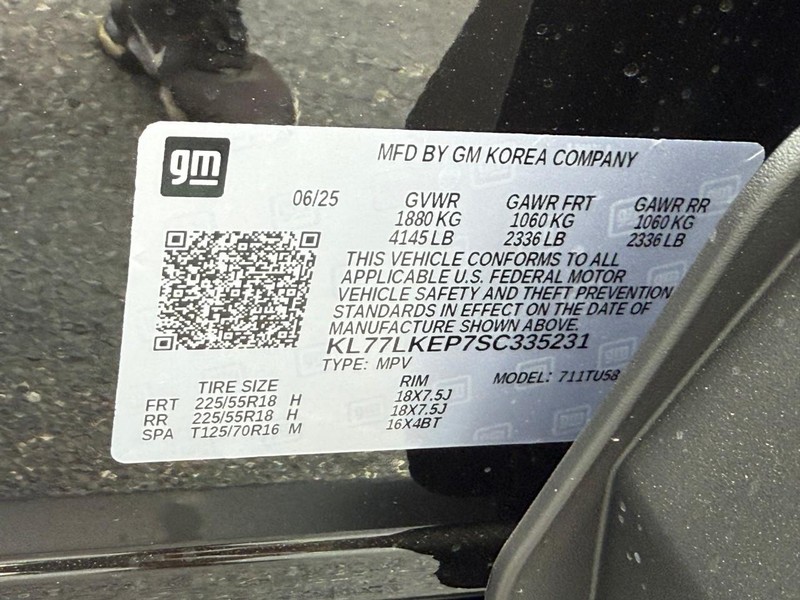 gm
MFD BY GM KOREA COMPANY
06/25 GVWR GAWR FRT GAWR RR
1880 KG 1060 KG 1060 KG
4145 LB 2336 LB 2336 LB
THIS VEHICLE CONFORMS TO ALL
APPLICABLE U.S. FEDERAL MOTOR
VEHICLE SAFETY AND THEFT PREVENTION
STANDARDS IN EFFECT ON THE DATE OF
MANUFACTURE SHOWN ABOVE.
KL77LKEP7SC335231
TYPE: MPV
TIRE SIZE RIM MODEL: 711TU58
FRT 225/55R18 H 18X7.5J
RR 225/55R18 H 18X7.5J
SPA T125/70R16 M 16X4BT